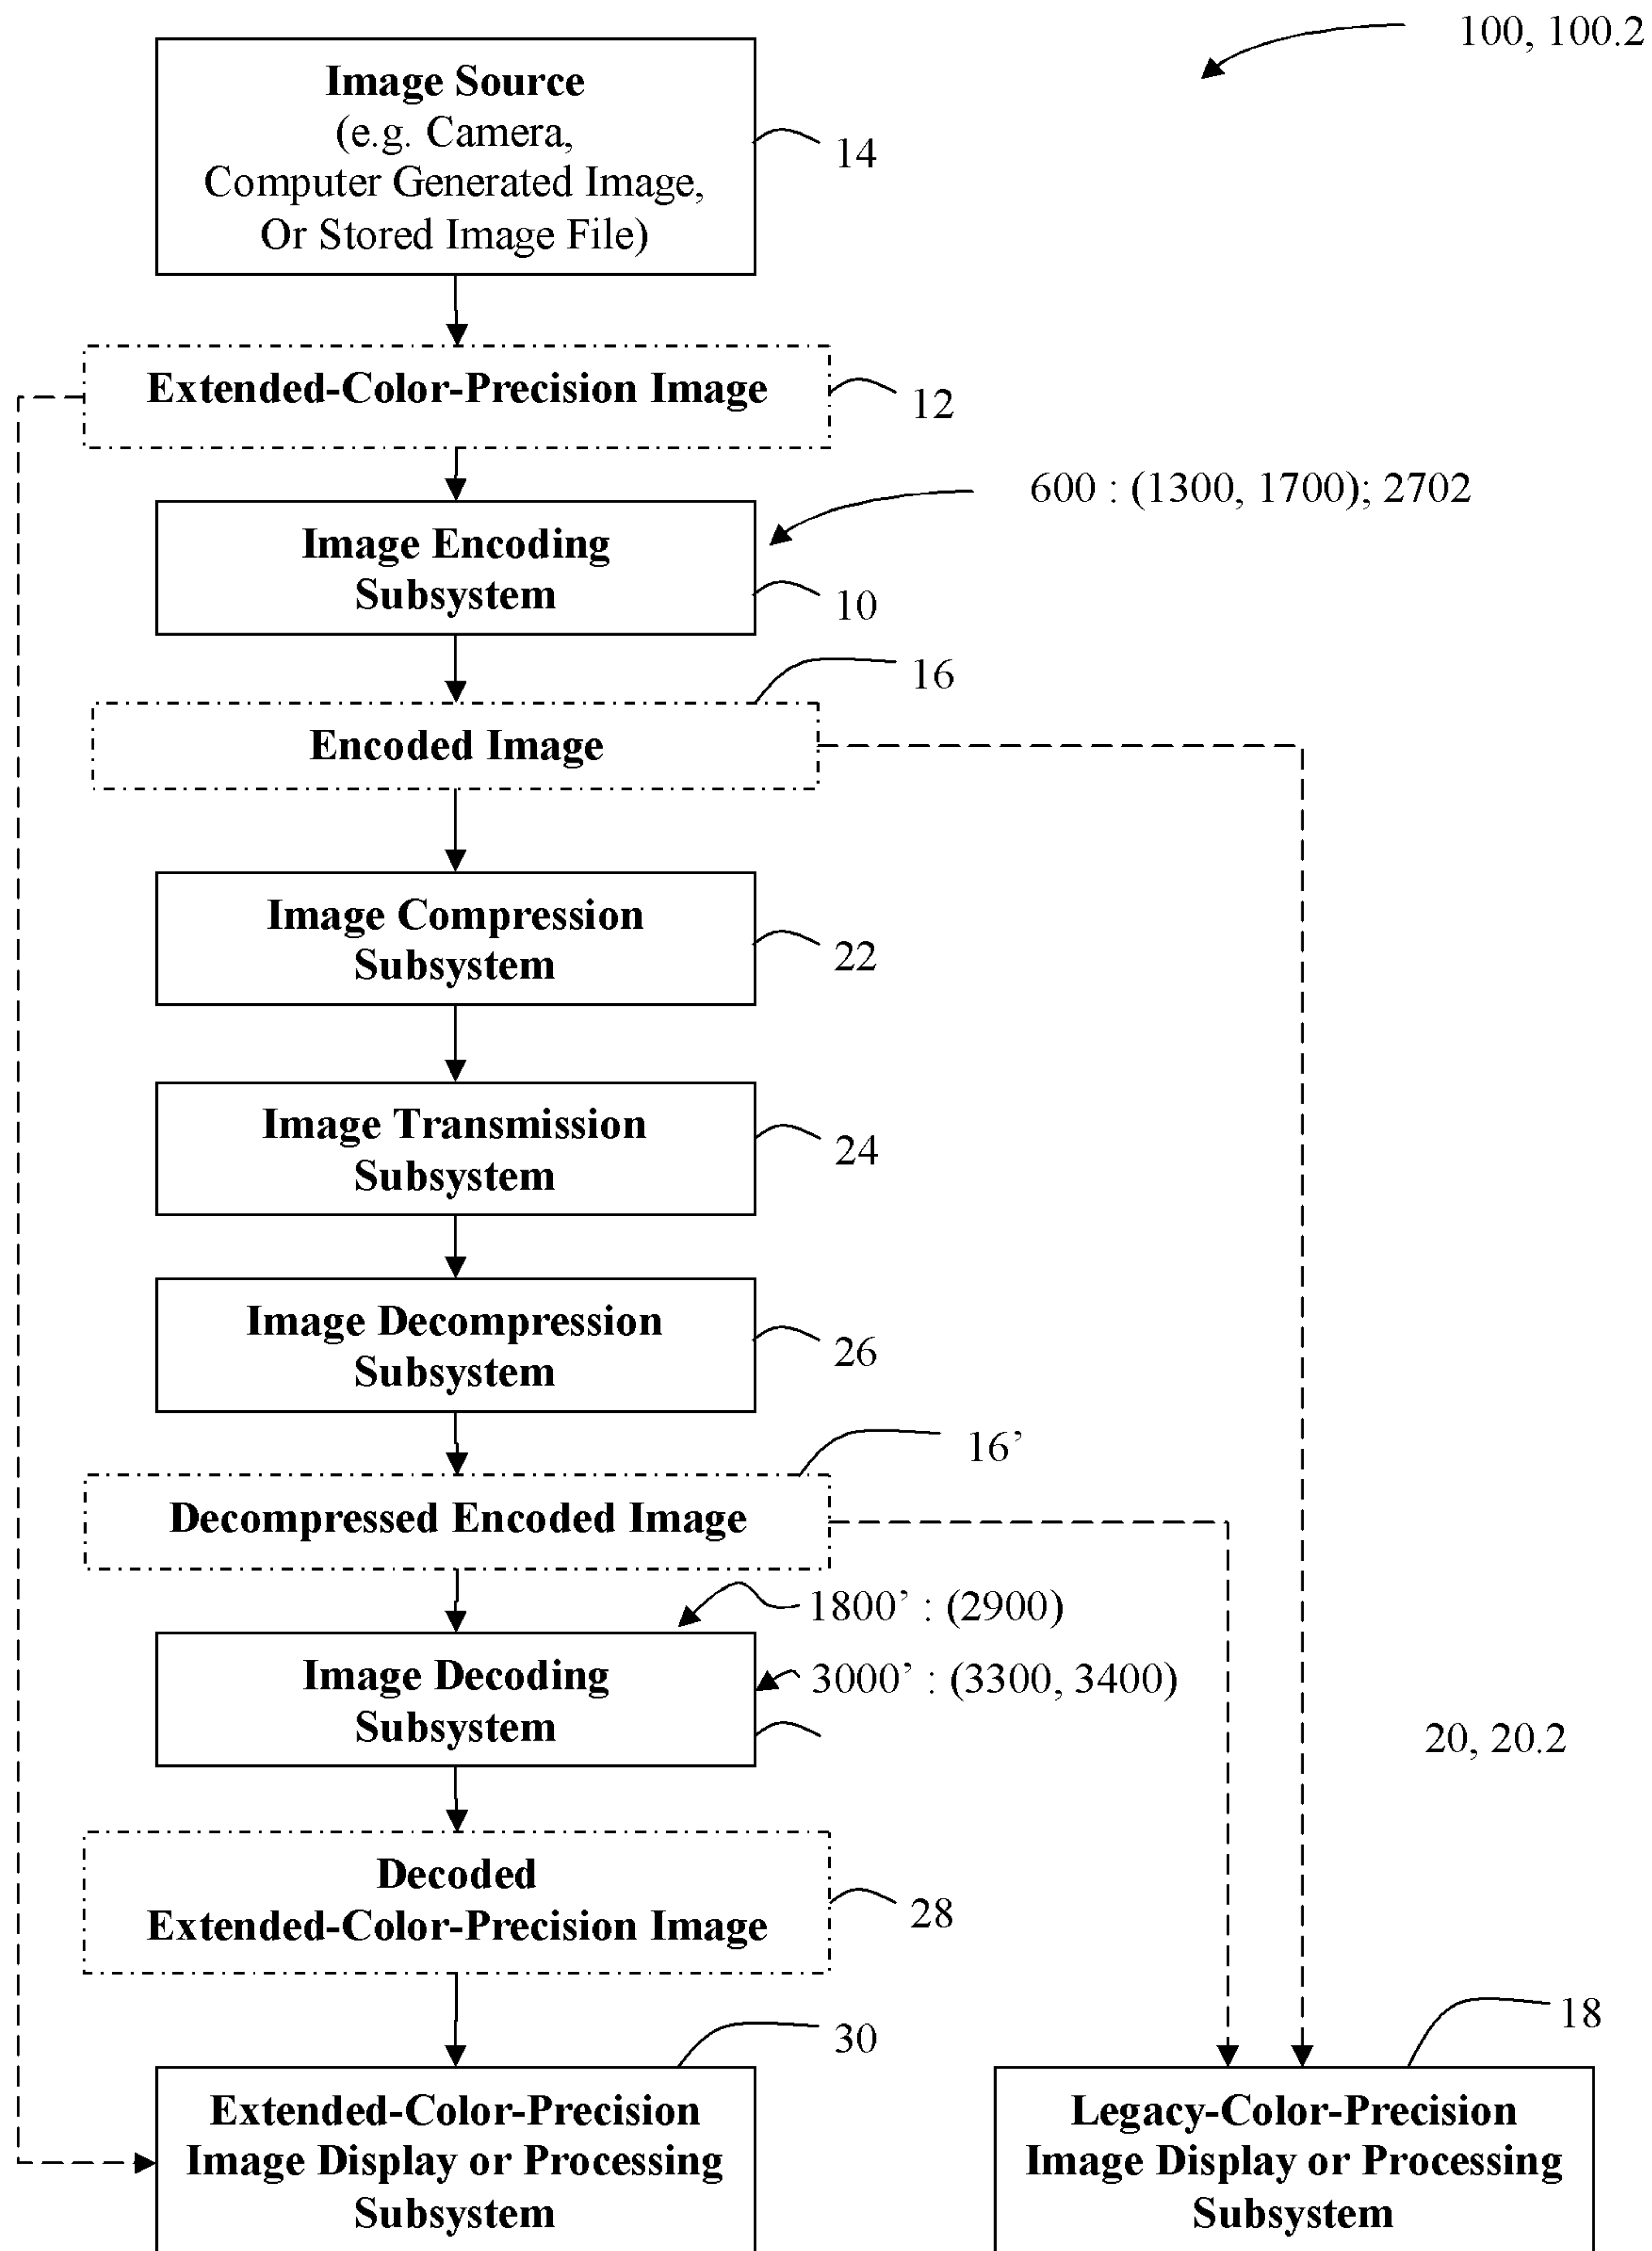 100, 100.2
Image Source
(e.g. Camera,
Computer Generated Image,
Or Stored Image File)
14
Extended-Color-Precision Image
12
600 : (1300, 1700); 2702
Image Encoding
Subsystem
10
16
Encoded Image
Image Compression
Subsystem
22
Image Transmission
Subsystem
24
Image Decompression
Subsystem
26
16’
Decompressed Encoded Image
1800’ : (2900)
Image Decoding
Subsystem
3000’ : (3300, 3400)
20, 20.2
Decoded
Extended-Color-Precision Image
28
30
18
Extended-Color-Precision
Image Display or Processing
Subsystem
Legacy-Color-Precision
Image Display or Processing
Subsystem